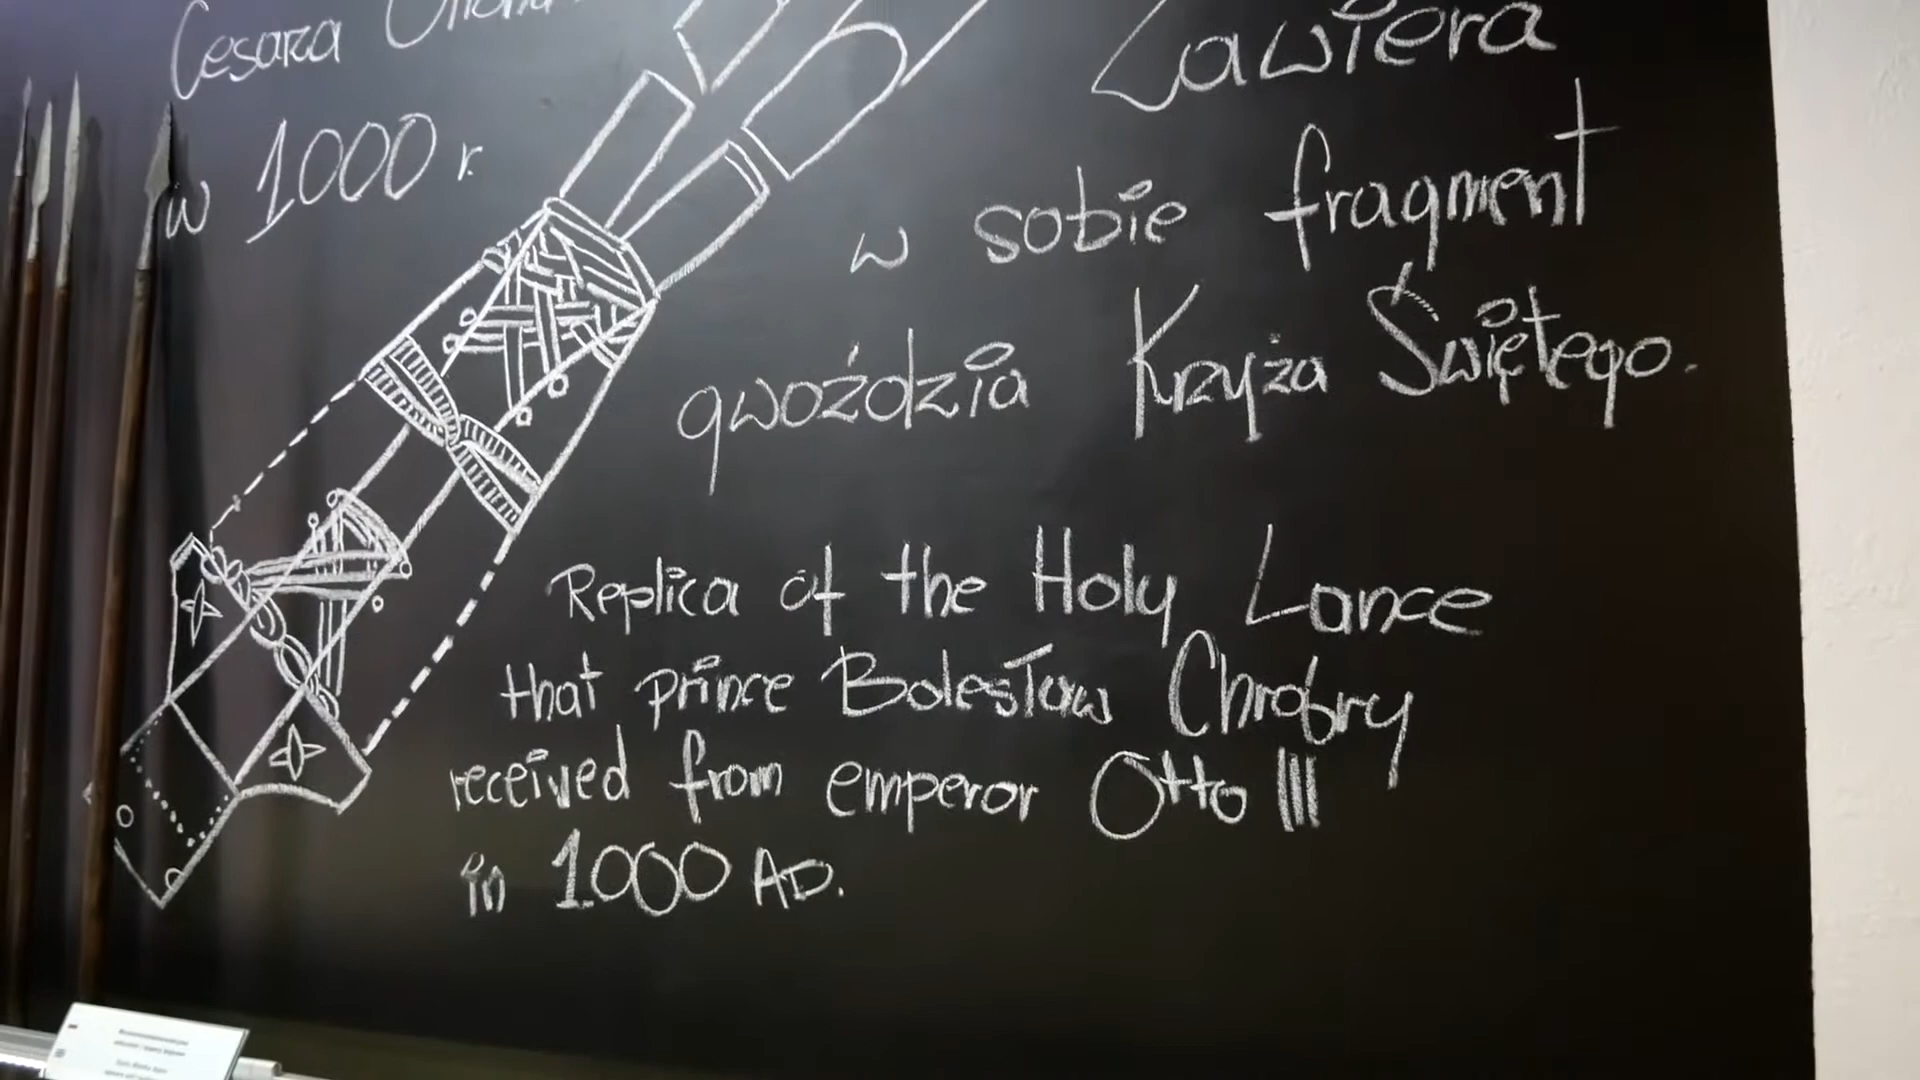 Cesarza
w 1000 r.
Zawiera
w sobie fragment
gwoździa Krzyża Świętego.
Replica of the Holy Lance
that prince Bolesław Chrobry
received from emperor Otto III
in 1000 AD.